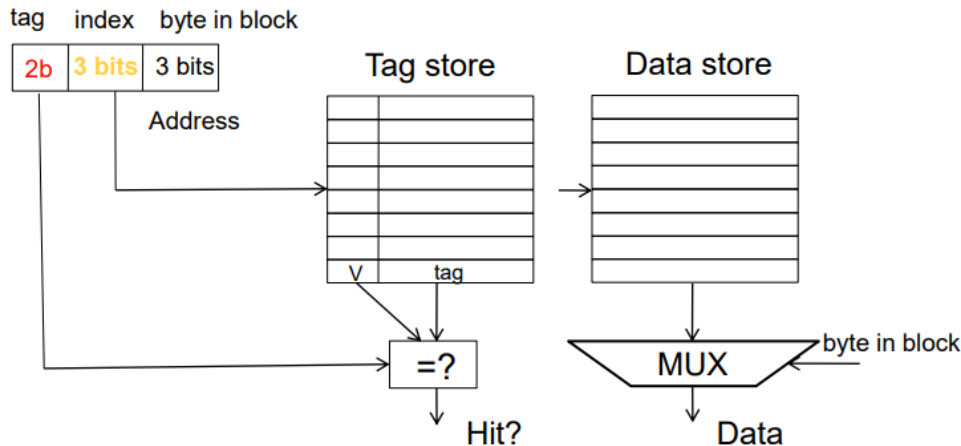 tag index byte in block
2b 3 bits 3 bits
Address
Tag store
Data store
V tag
=?
MUX
byte in block
Hit?
Data